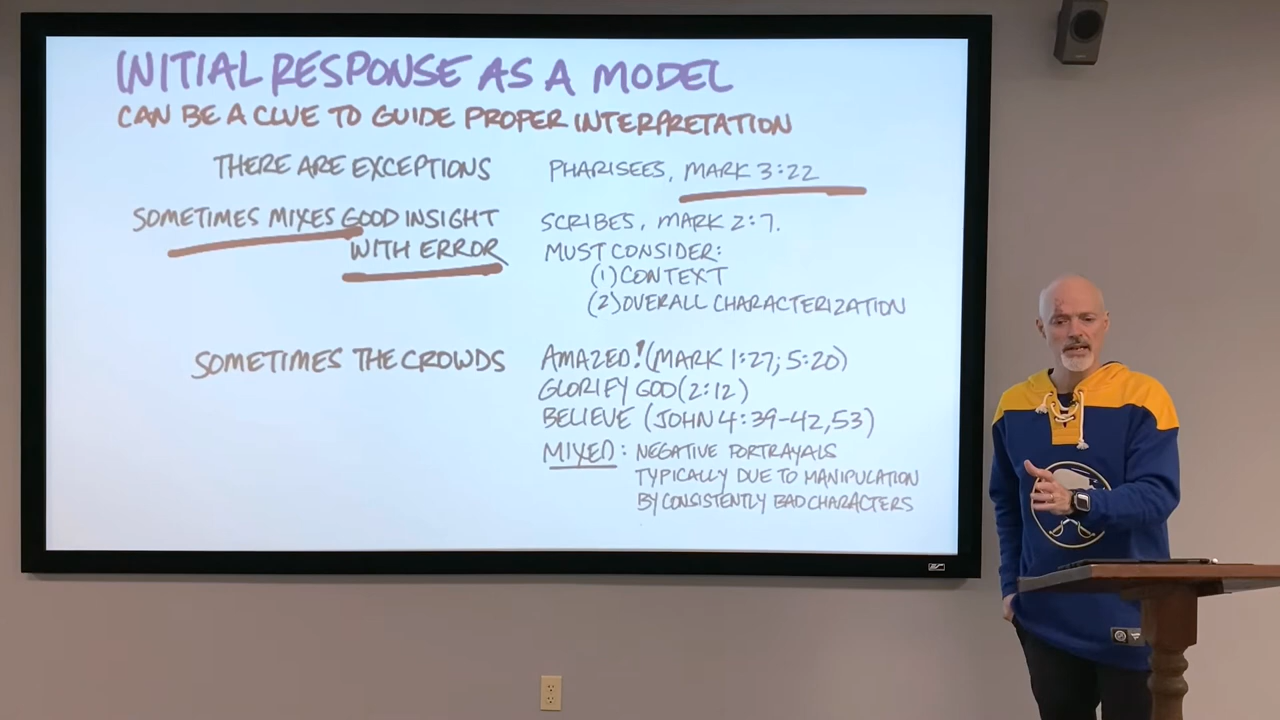 INITIAL RESPONSE AS A MODEL
CAN BE A CLUE TO GUIDE PROPER INTERPRETATION
THERE ARE EXCEPTIONS
PHARISEES, MARK 3:22
SOMETIMES MIXES GOOD INSIGHT
WITH ERROR
SCRIBES, MARK 2:7.
MUST CONSIDER:
(1) CONTEXT
(2) OVERALL CHARACTERIZATION
SOMETIMES THE CROWDS
AMAZED! (MARK 1:27; 5:20)
GLORIFY GOD (2:12)
BELIEVE (JOHN 4:39-42, 53)
MIXED: NEGATIVE PORTRAYALS
TYPICALLY DUE TO MANIPULATION
BY CONSISTENTLY BAD CHARACTERS